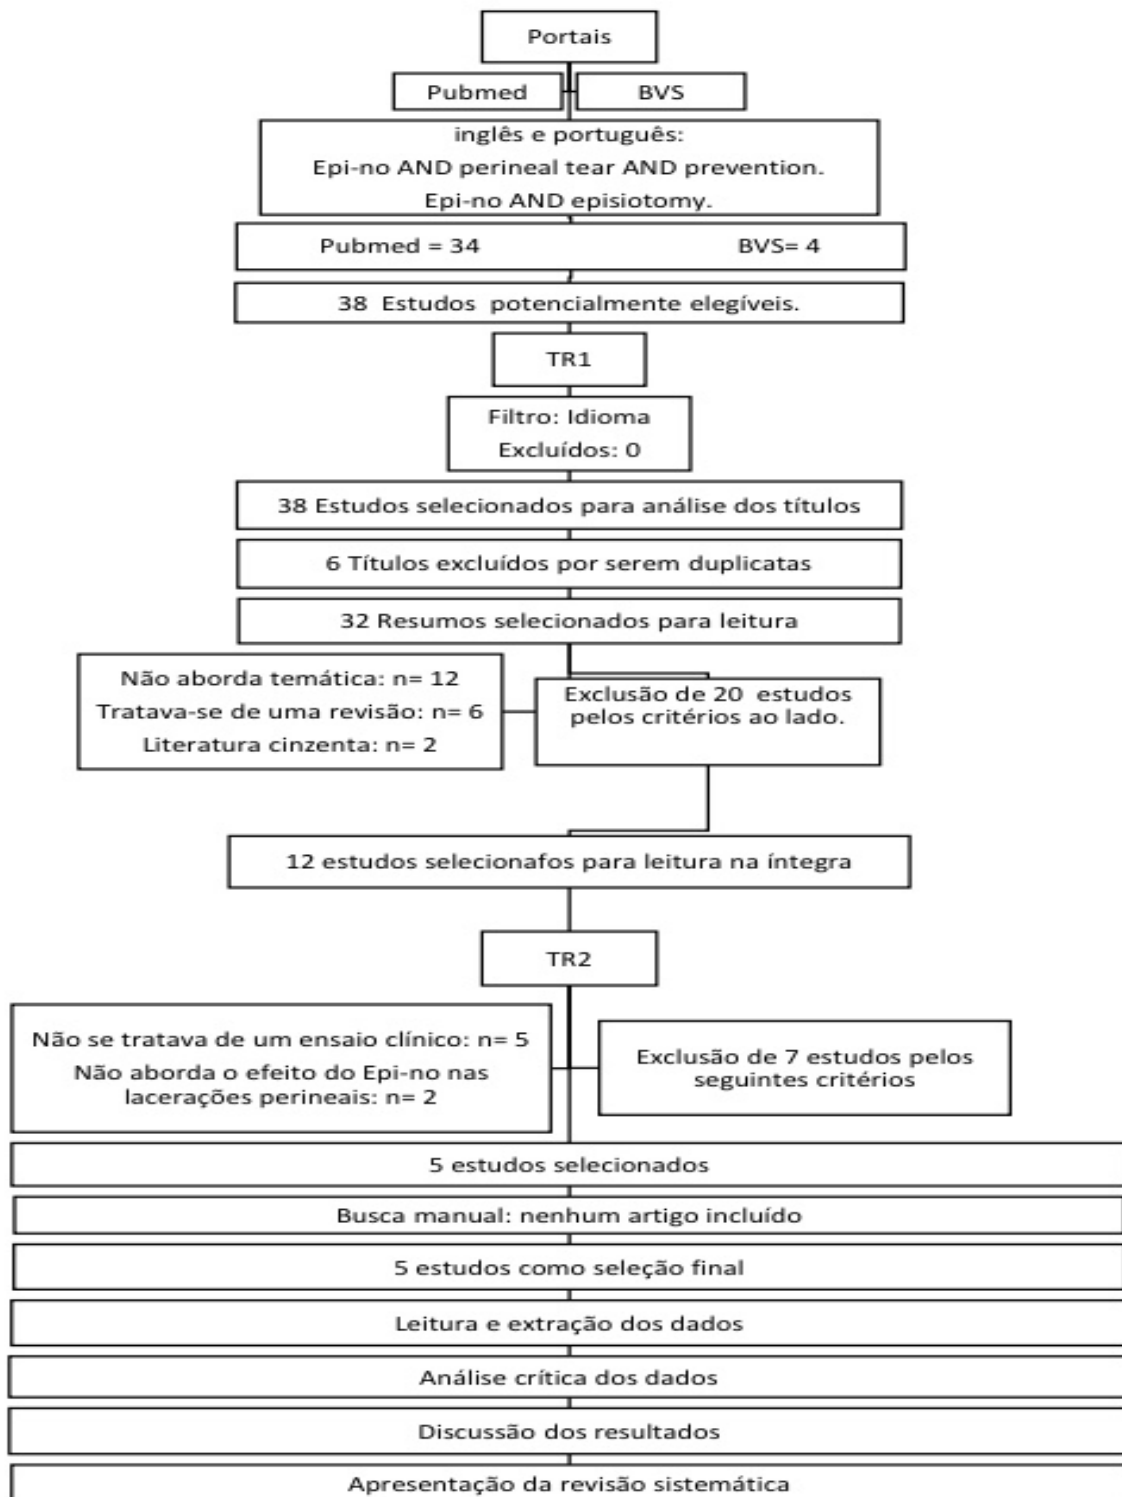 Portais
Pubmed
BVS
inglês e português:
Epi-no AND perineal tear AND prevention.
Epi-no AND episiotomy.
Pubmed = 34 BVS= 4
38 Estudos potencialmente elegíveis.
TR1
Filtro: Idioma
Excluídos: 0
38 Estudos selecionados para análise dos títulos
6 Títulos excluídos por serem duplicatas
32 Resumos selecionados para leitura
Não aborda temática: n= 12
Tratava-se de uma revisão: n= 6
Literatura cinzenta: n= 2
Exclusão de 20 estudos
pelos critérios ao lado.
12 estudos selecionafos para leitura na íntegra
TR2
Não se tratava de um ensaio clínico: n= 5
Não aborda o efeito do Epi-no nas
lacerações perineais: n= 2
Exclusão de 7 estudos pelos
seguintes critérios
5 estudos selecionados
Busca manual: nenhum artigo incluído
5 estudos como seleção final
Leitura e extração dos dados
Análise crítica dos dados
Discussão dos resultados
Apresentação da revisão sistemática